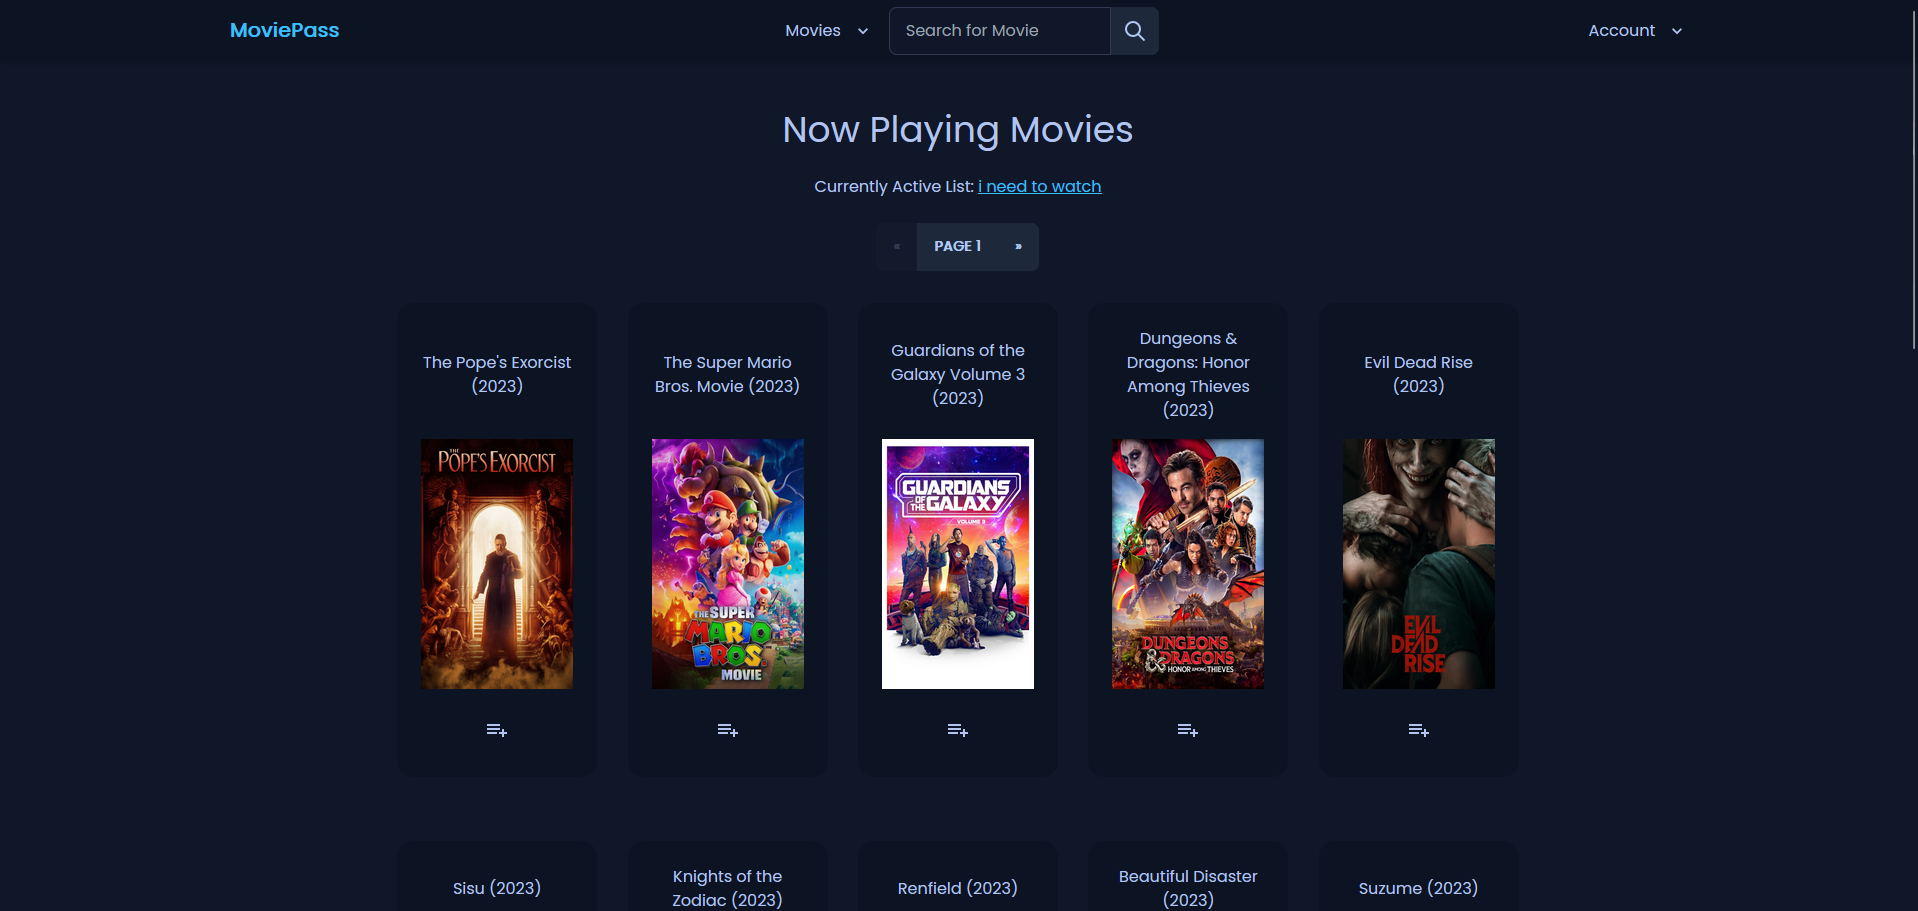 MoviePass
Movies
Search for Movie
Account
Now Playing Movies
Currently Active List: i need to watch
«
PAGE 1
»
The Pope's Exorcist
(2023)
The Super Mario
Bros. Movie (2023)
Guardians of the
Galaxy Volume 3
(2023)
Dungeons &
Dragons: Honor
Among Thieves
(2023)
Evil Dead Rise
(2023)
THE
POPE'S EXORCIST
THE SUPER
MARIO
BROS.
MOVIE
GUARDIANS
OF THE
GALAXY
VOLUME 3
DUNGEONS
& DRAGONS
HONOR AMONG THIEVES
EVIL
DEAD
RISE
Sisu (2023)
Knights of the
Zodiac (2023)
Renfield (2023)
Beautiful Disaster
(2023)
Suzume (2023)